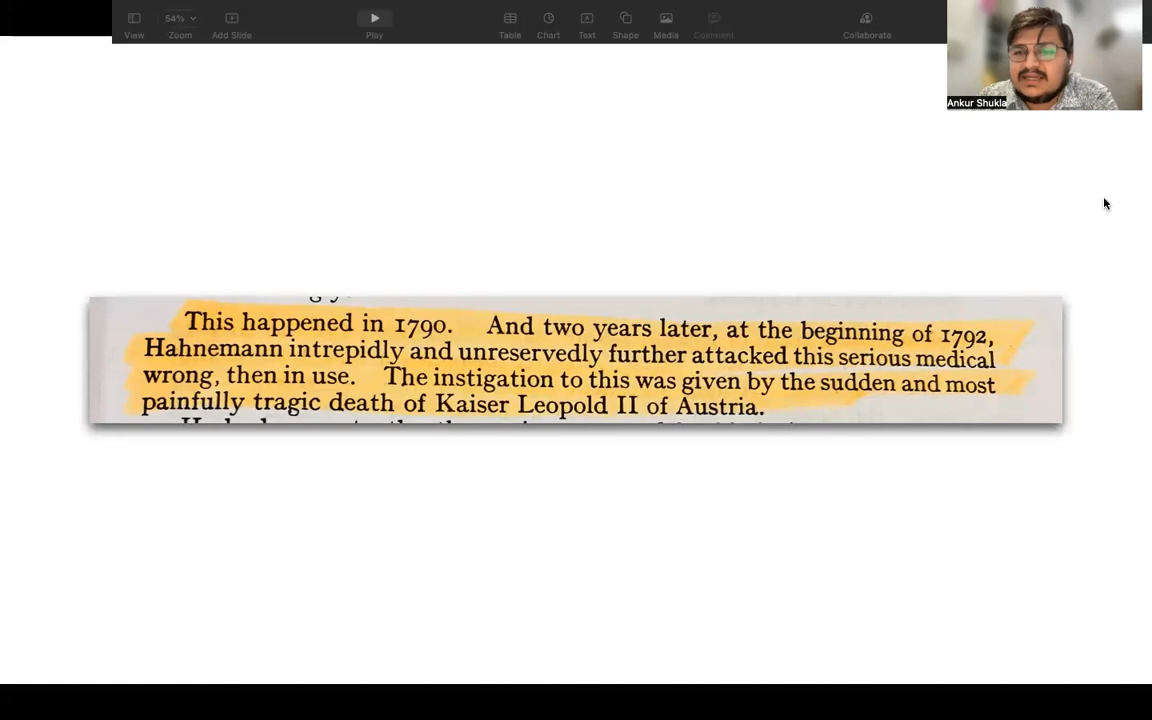 View
54%
Zoom
Add Slide
Play
Table
Chart
Text
Shape
Media
Comment
Collaborate
Ankur Shukla
This happened in 1790. And two years later, at the beginning of 1792,
Hahnemann intrepidly and unreservedly further attacked this serious medical
wrong, then in use. The instigation to this was given by the sudden and most
painfully tragic death of Kaiser Leopold II of Austria.